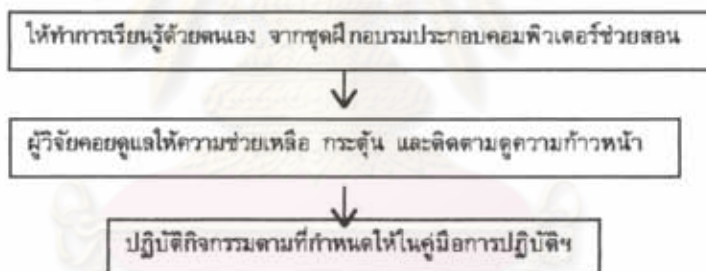 ให้ทำการเรียนรู้ด้วยตนเอง จากชุดฝึกอบรมประกอบคอมพิวเตอร์ช่วยสอน
ผู้วิจัยคอยดูแลให้ความช่วยเหลือ กระตุ้น และติดตามดูความก้าวหน้า
ปฏิบัติกิจกรรมตามที่กำหนดให้ในคู่มือการปฏิบัติฯ